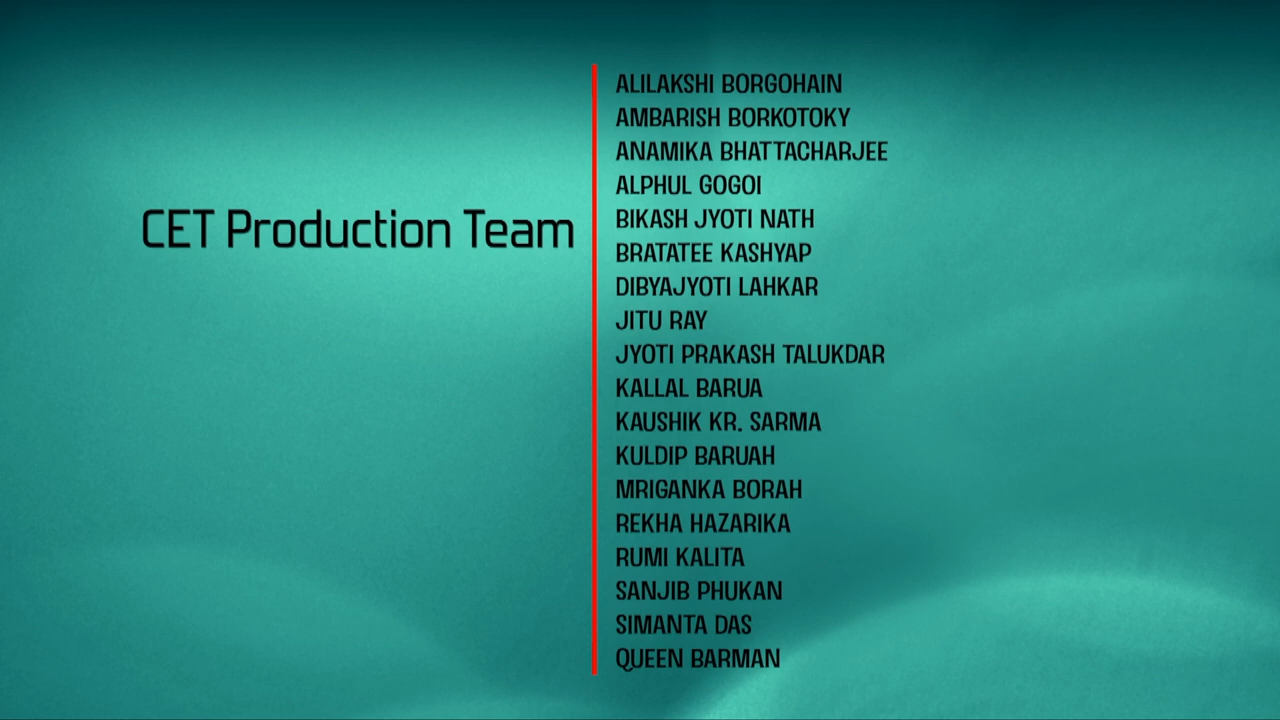 CET Production Team
ALILAKSHI BORGOHAIN
AMBARISH BORKOTOKY
ANAMIKA BHATTACHARJEE
ALPHUL GOGOI
BIKASH JYOTI NATH
BRATATEE KASHYAP
DIBYAJYOTI LAHKAR
JITU RAY
JYOTI PRAKASH TALUKDAR
KALLAL BARUA
KAUSHIK KR. SARMA
KULDIP BARUAH
MRIGANKA BORAH
REKHA HAZARIKA
RUMI KALITA
SANJIB PHUKAN
SIMANTA DAS
QUEEN BARMAN